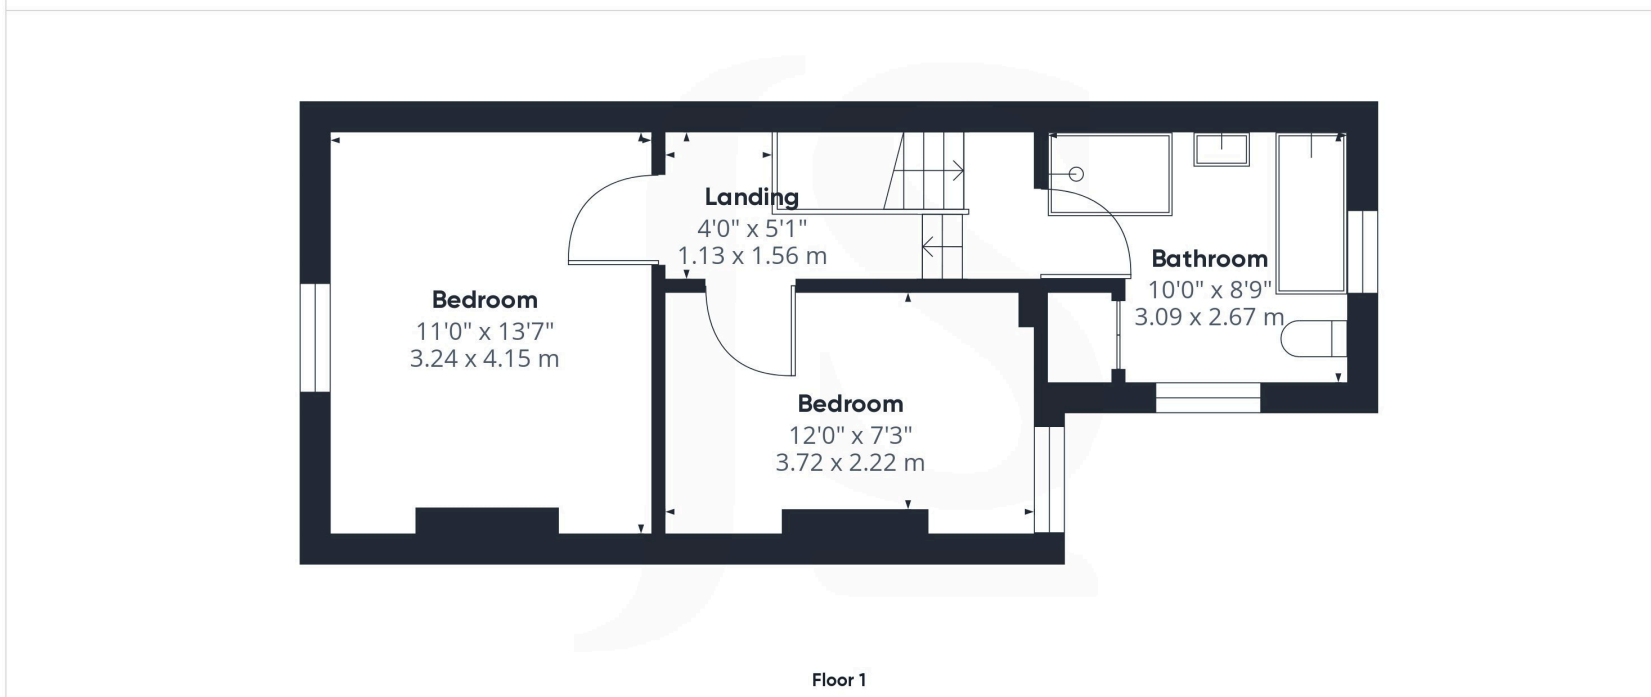 Landing
4'0" x 5'1"
1.13 x 1.56 m
Bathroom
10'0" x 8'9"
3.09 x 2.67 m
Bedroom
11'0" x 13'7"
3.24 x 4.15 m
Bedroom
12'0" x 7'3"
3.72 x 2.22 m
JS
Floor 1